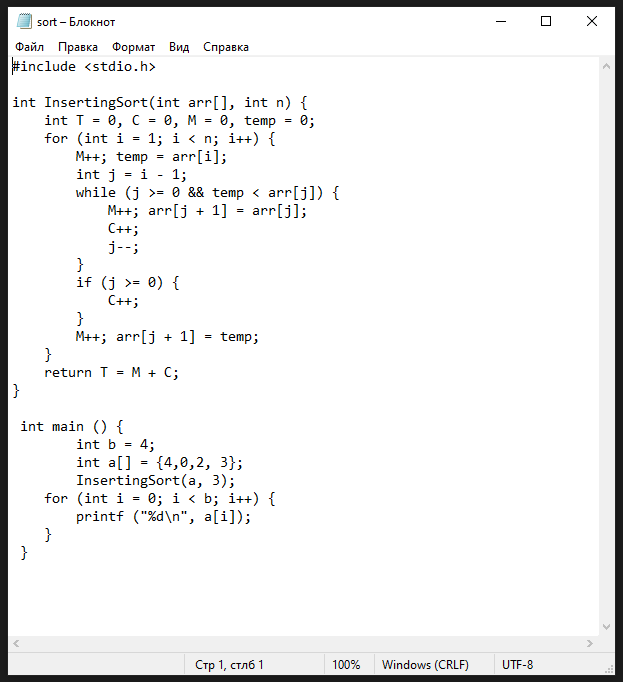 sort – Блокнот
Файл Правка Формат Вид Справка
#include <stdio.h>

int InsertingSort(int arr[], int n) {
    int T = 0, C = 0, M = 0, temp = 0;
    for (int i = 1; i < n; i++) {
        M++; temp = arr[i];
        int j = i - 1;
        while (j >= 0 && temp < arr[j]) {
            M++; arr[j + 1] = arr[j];
            C++;
            j--;
        }
        if (j >= 0) {
            C++;
        }
        M++; arr[j + 1] = temp;
    }
    return T = M + C;
}

 int main () {
        int b = 4;
        int a[] = {4,0,2, 3};
        InsertingSort(a, 3);
    for (int i = 0; i < b; i++) {
        printf ("%d\n", a[i]);
    }
 }
Стр 1, стлб 1 100% Windows (CRLF) UTF-8